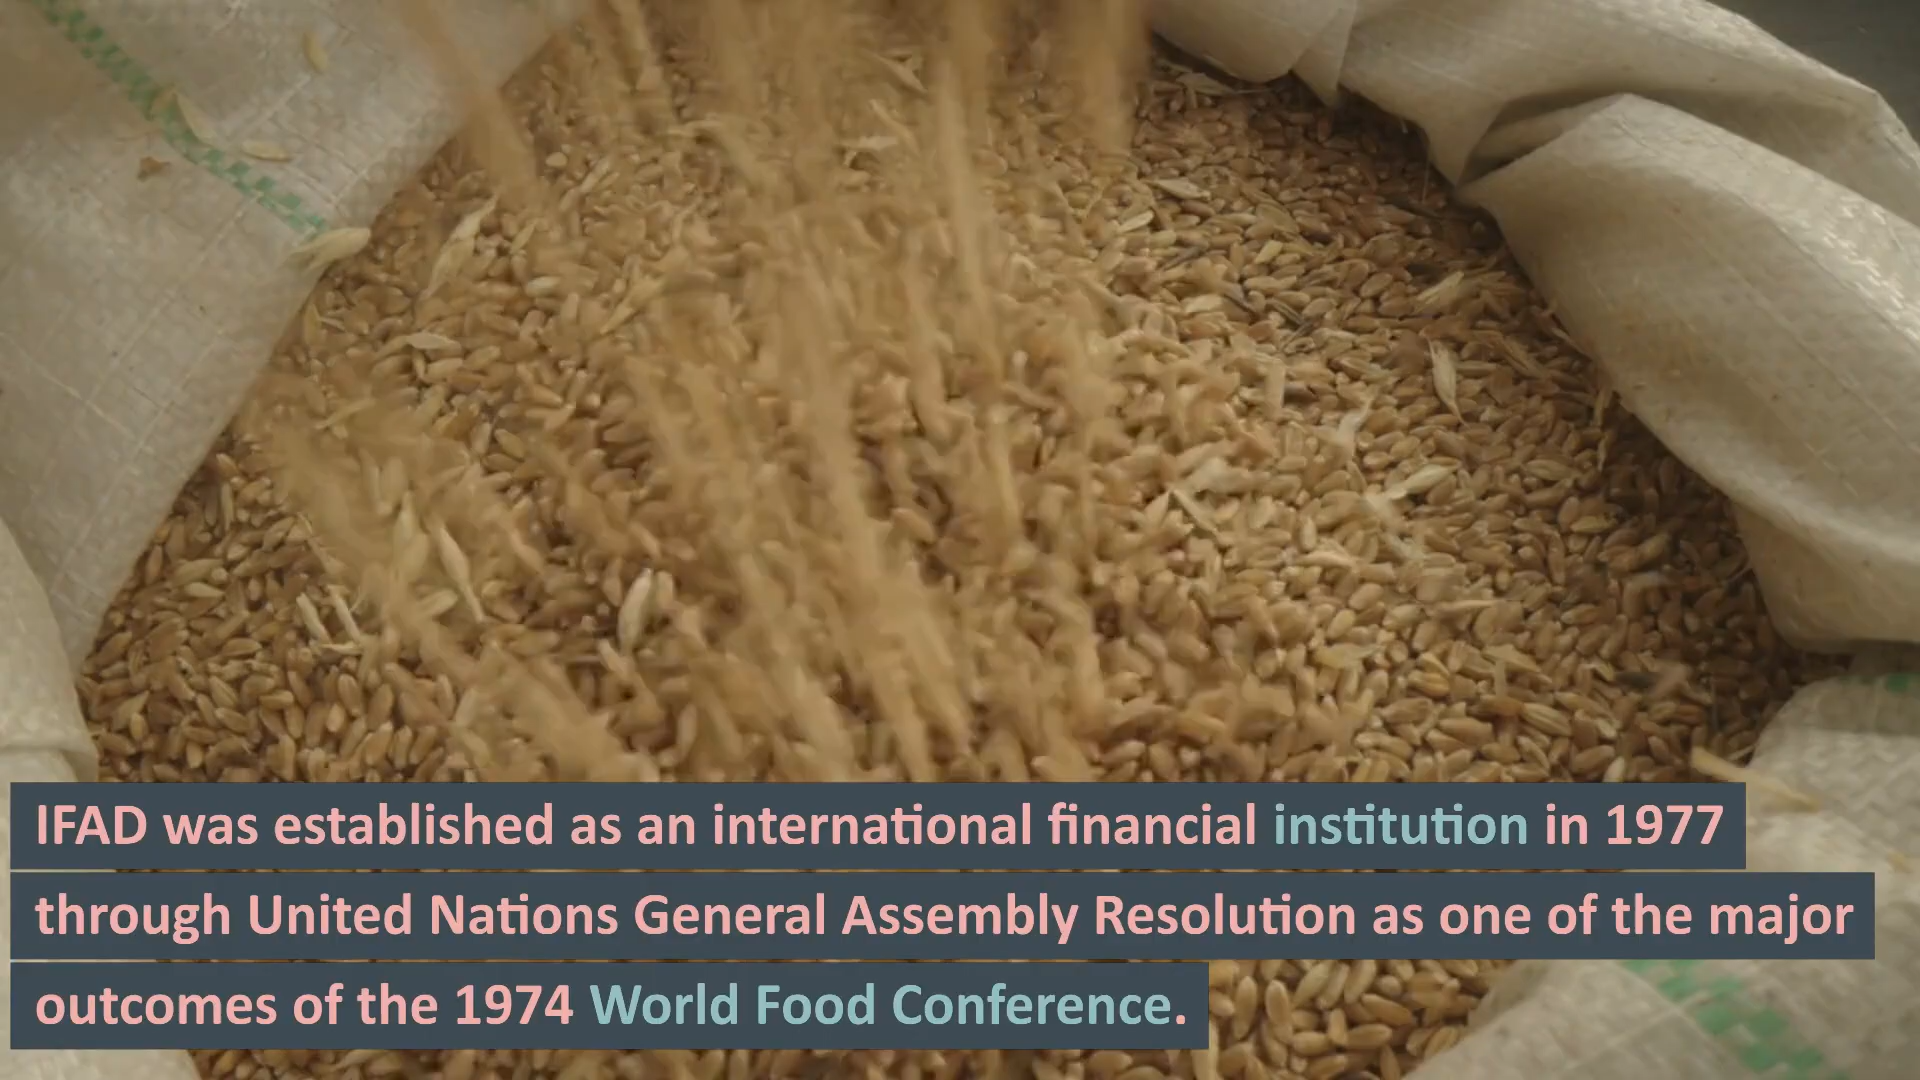 IFAD was established as an international financial institution in 1977
through United Nations General Assembly Resolution as one of the major
outcomes of the 1974 World Food Conference.